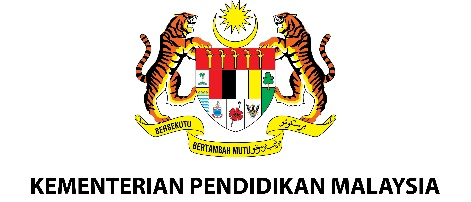 BERSEKUTU
BERTAMBAH MUTU
KEMENTERIAN PENDIDIKAN MALAYSIA